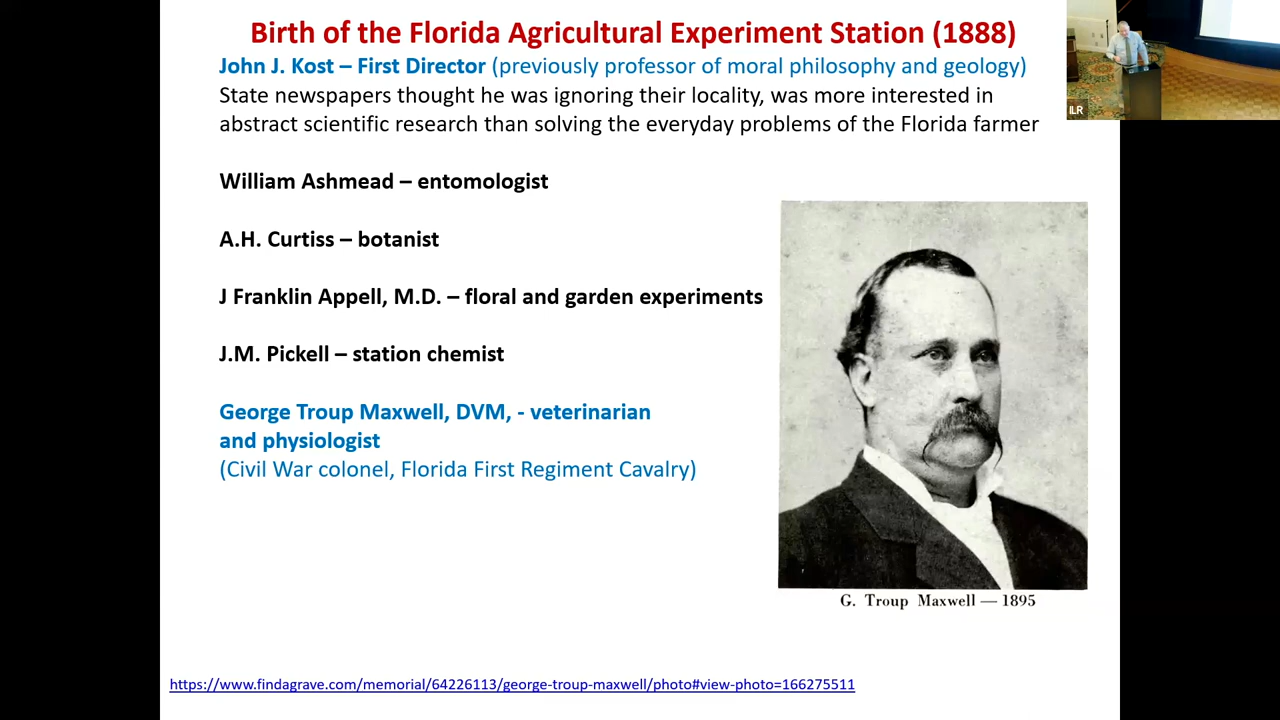 Birth of the Florida Agricultural Experiment Station (1888)
John J. Kost – First Director (previously professor of moral philosophy and geology)
State newspapers thought he was ignoring their locality, was more interested in
abstract scientific research than solving the everyday problems of the Florida farmer
William Ashmead – entomologist
A.H. Curtiss – botanist
J Franklin Appell, M.D. – floral and garden experiments
J.M. Pickell – station chemist
George Troup Maxwell, DVM, - veterinarian
and physiologist
(Civil War colonel, Florida First Regiment Cavalry)
G. Troup Maxwell — 1895
https://www.findagrave.com/memorial/64226113/george-troup-maxwell/photo#view-photo=166275511
ILR